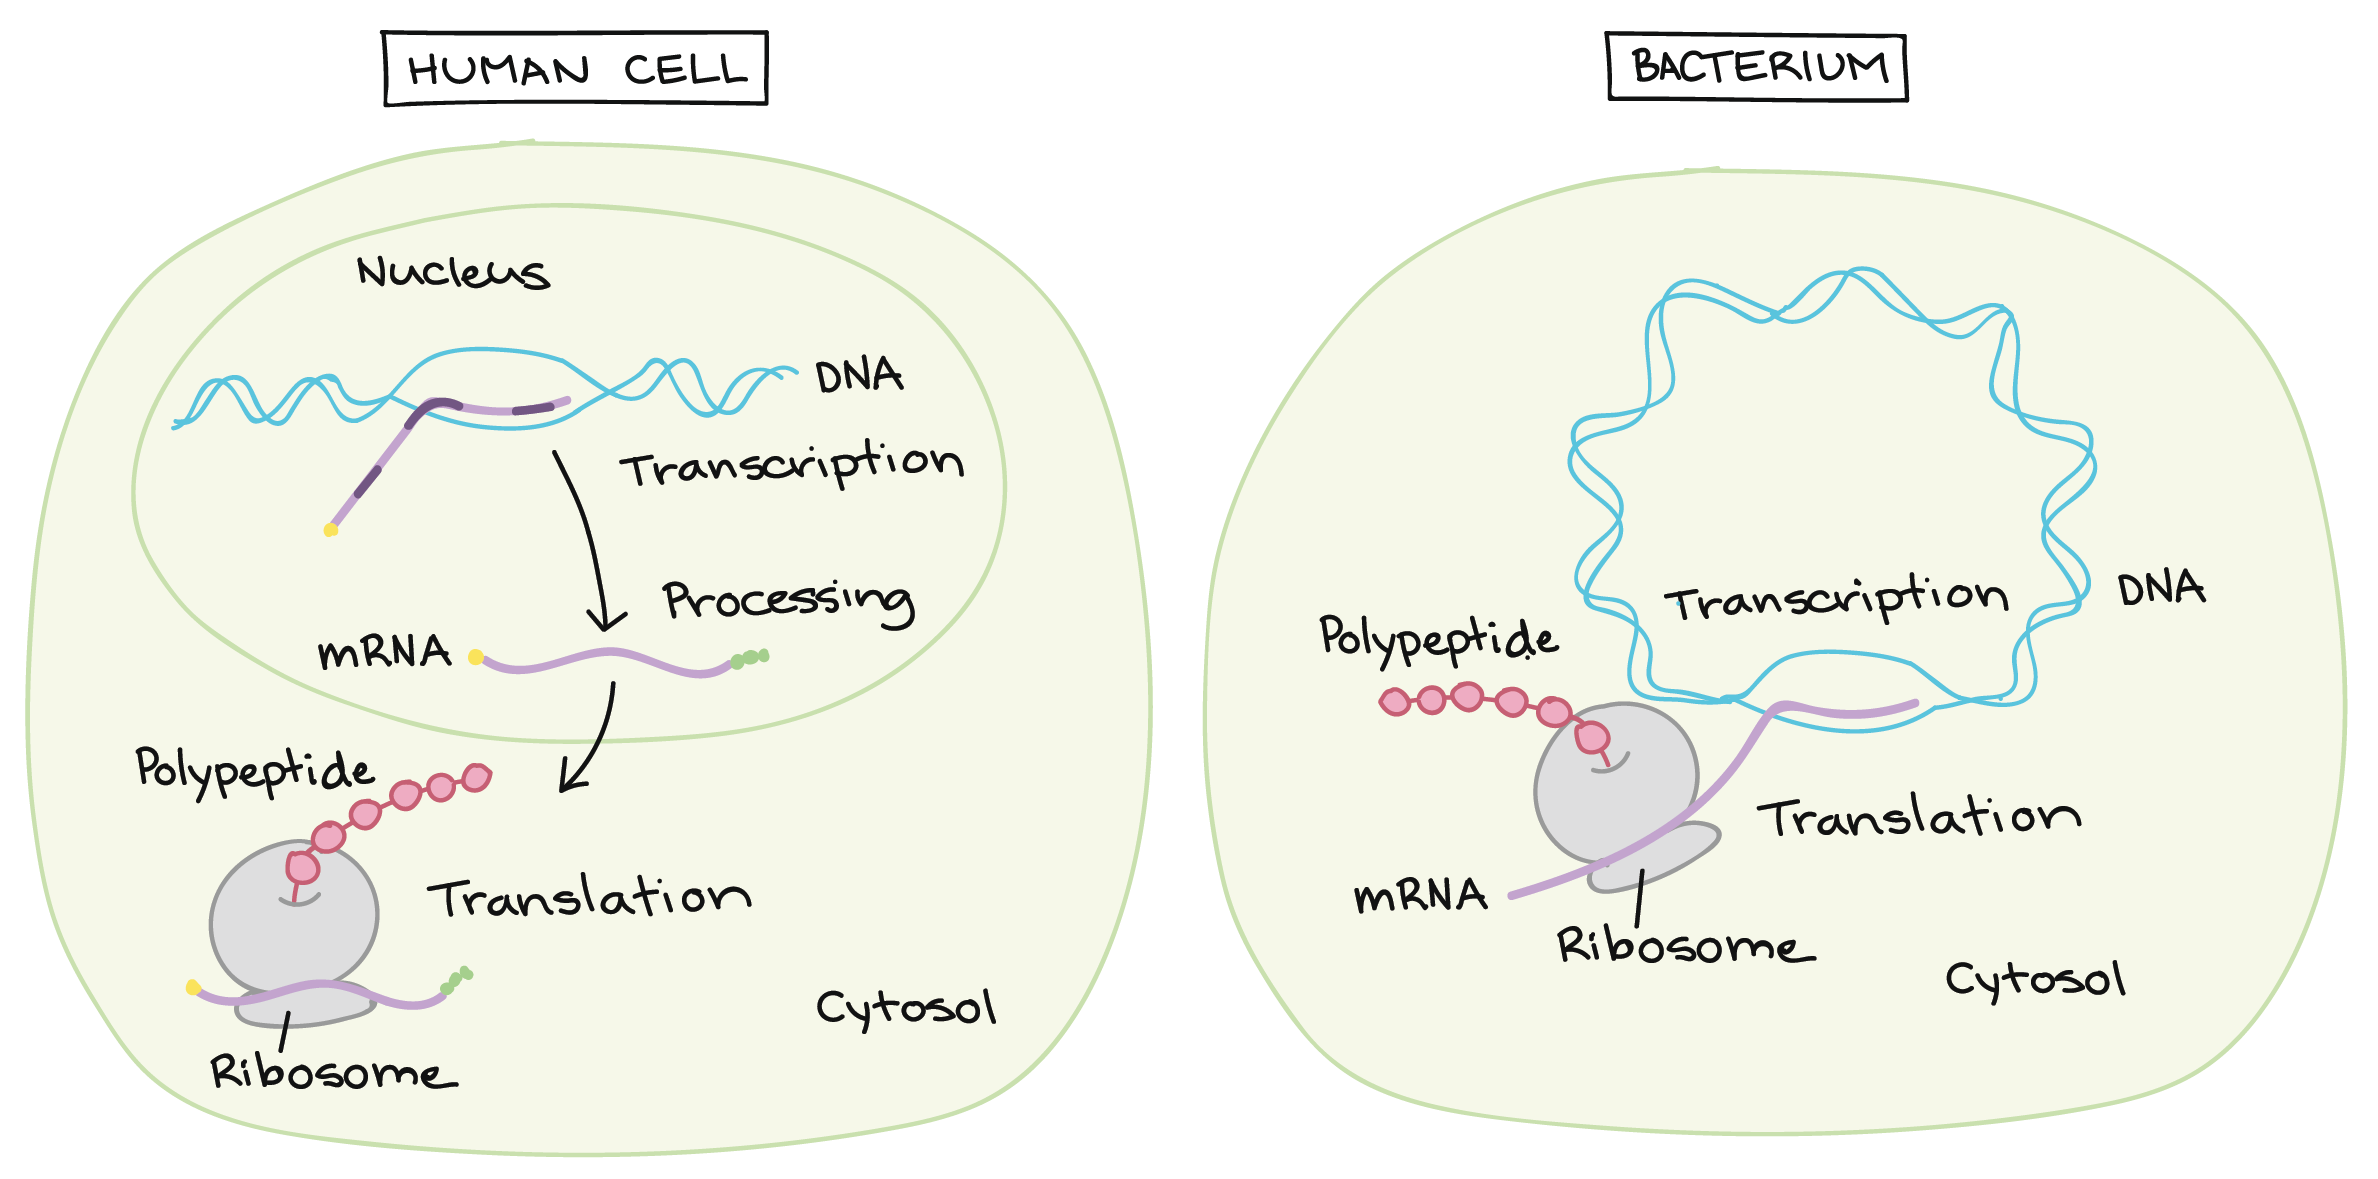 HUMAN CELL
Nucleus
DNA
Transcription
Processing
mRNA
Polypeptide
Translation
Cytosol
Ribosome
BACTERIUM
Transcription
DNA
Polypeptide
Translation
mRNA
Ribosome
Cytosol